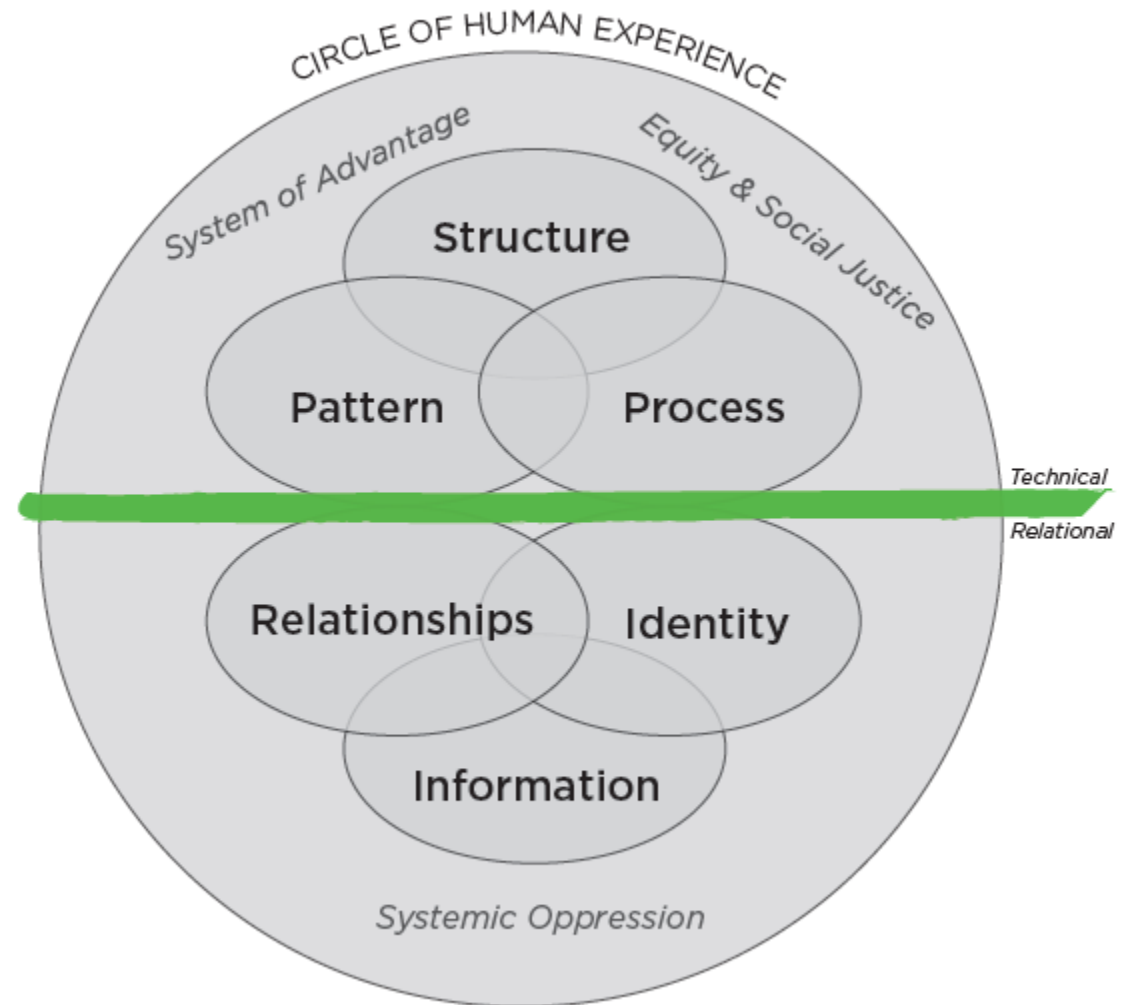 CIRCLE OF HUMAN EXPERIENCE
System of Advantage
Equity & Social Justice
Structure
Pattern
Process
Technical
Relational
Relationships
Identity
Information
Systemic Oppression